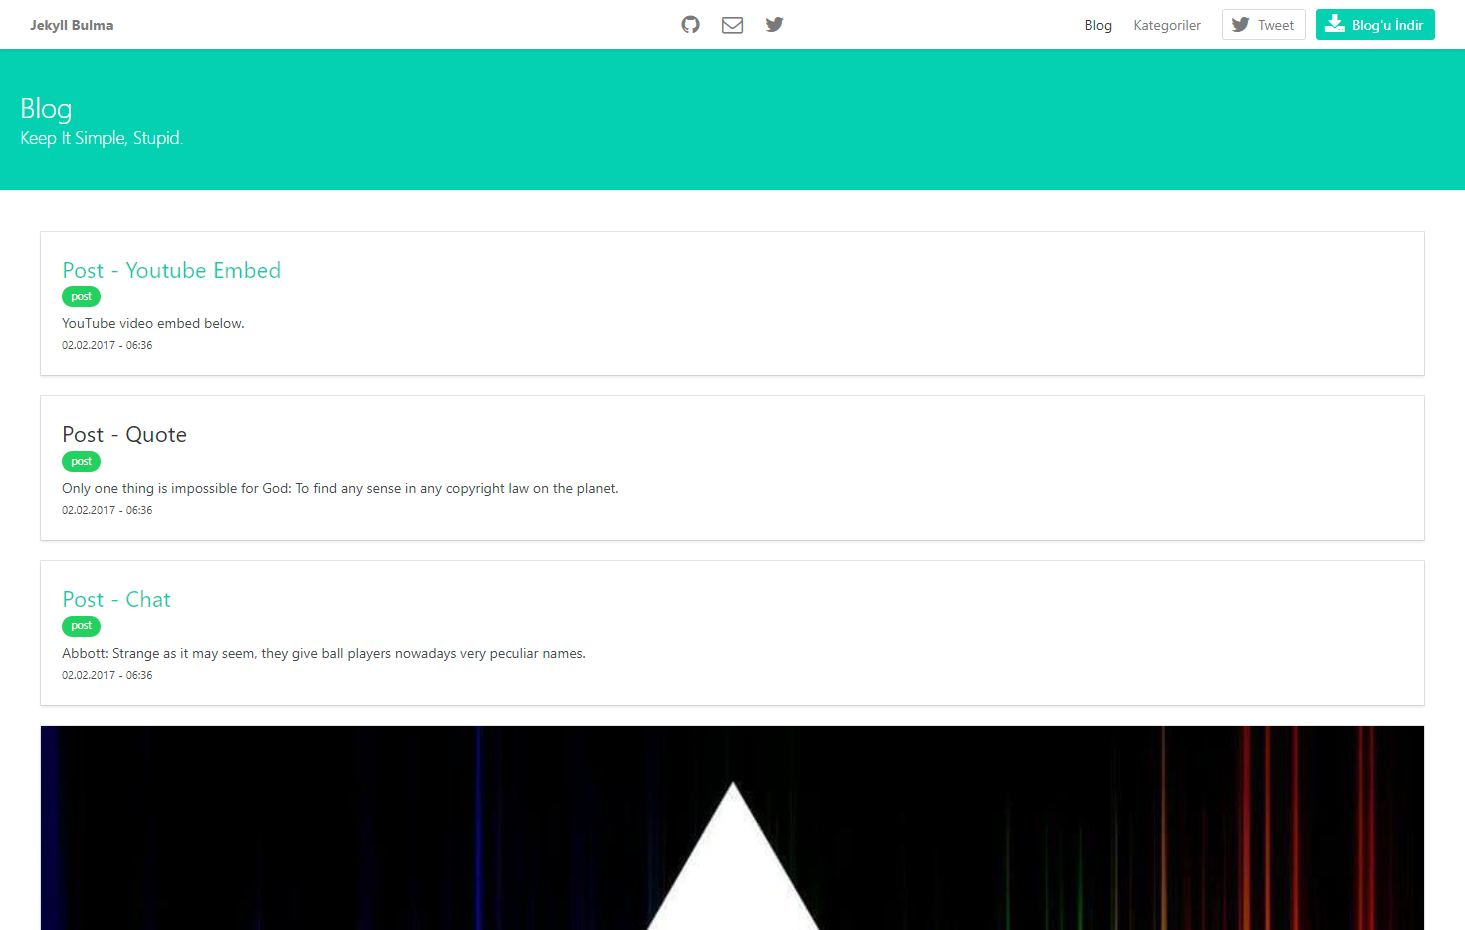 Jekyll Bulma
Blog
Kategoriler
Tweet
Blog'u İndir
Blog
Keep It Simple, Stupid.
Post - Youtube Embed
post
YouTube video embed below.
02.02.2017 - 06:36
Post - Quote
post
Only one thing is impossible for God: To find any sense in any copyright law on the planet.
02.02.2017 - 06:36
Post - Chat
post
Abbott: Strange as it may seem, they give ball players nowadays very peculiar names.
02.02.2017 - 06:36